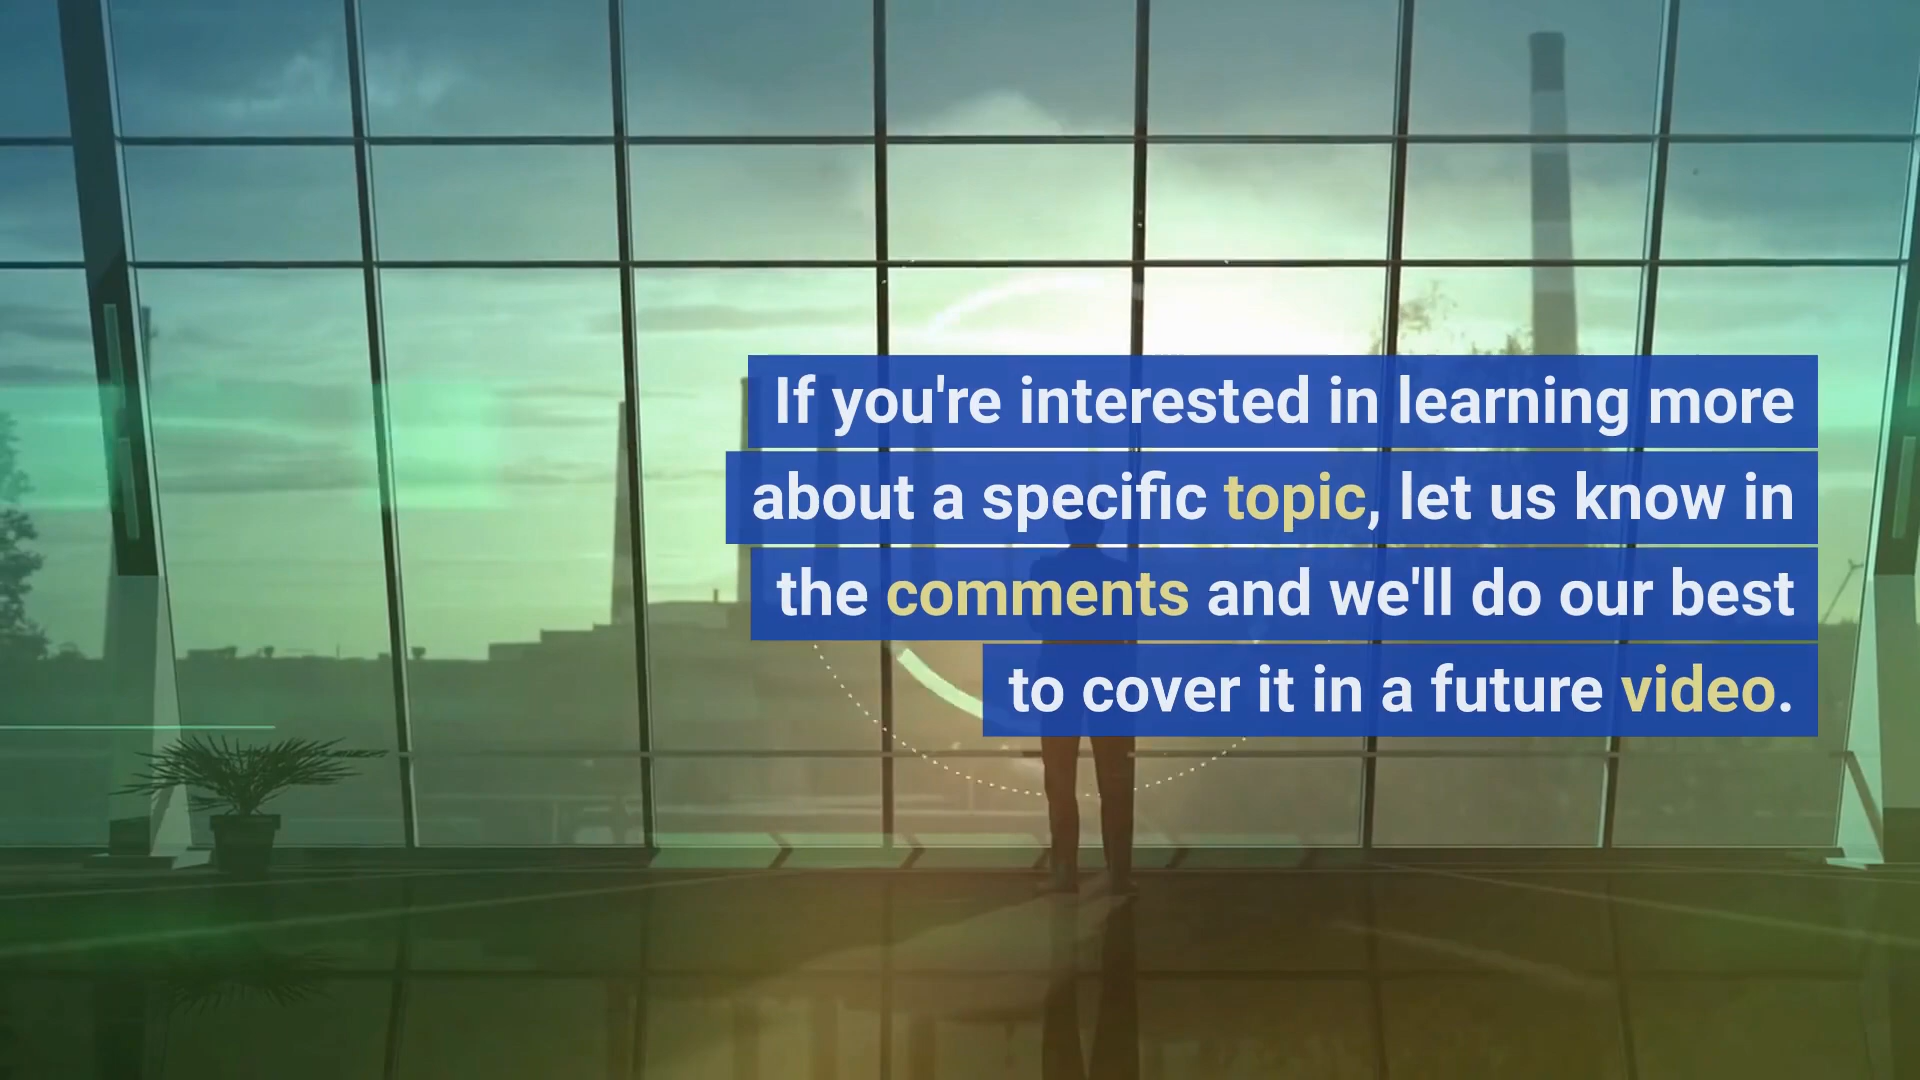 If you're interested in learning more
about a specific topic, let us know in
the comments and we'll do our best
to cover it in a future video.